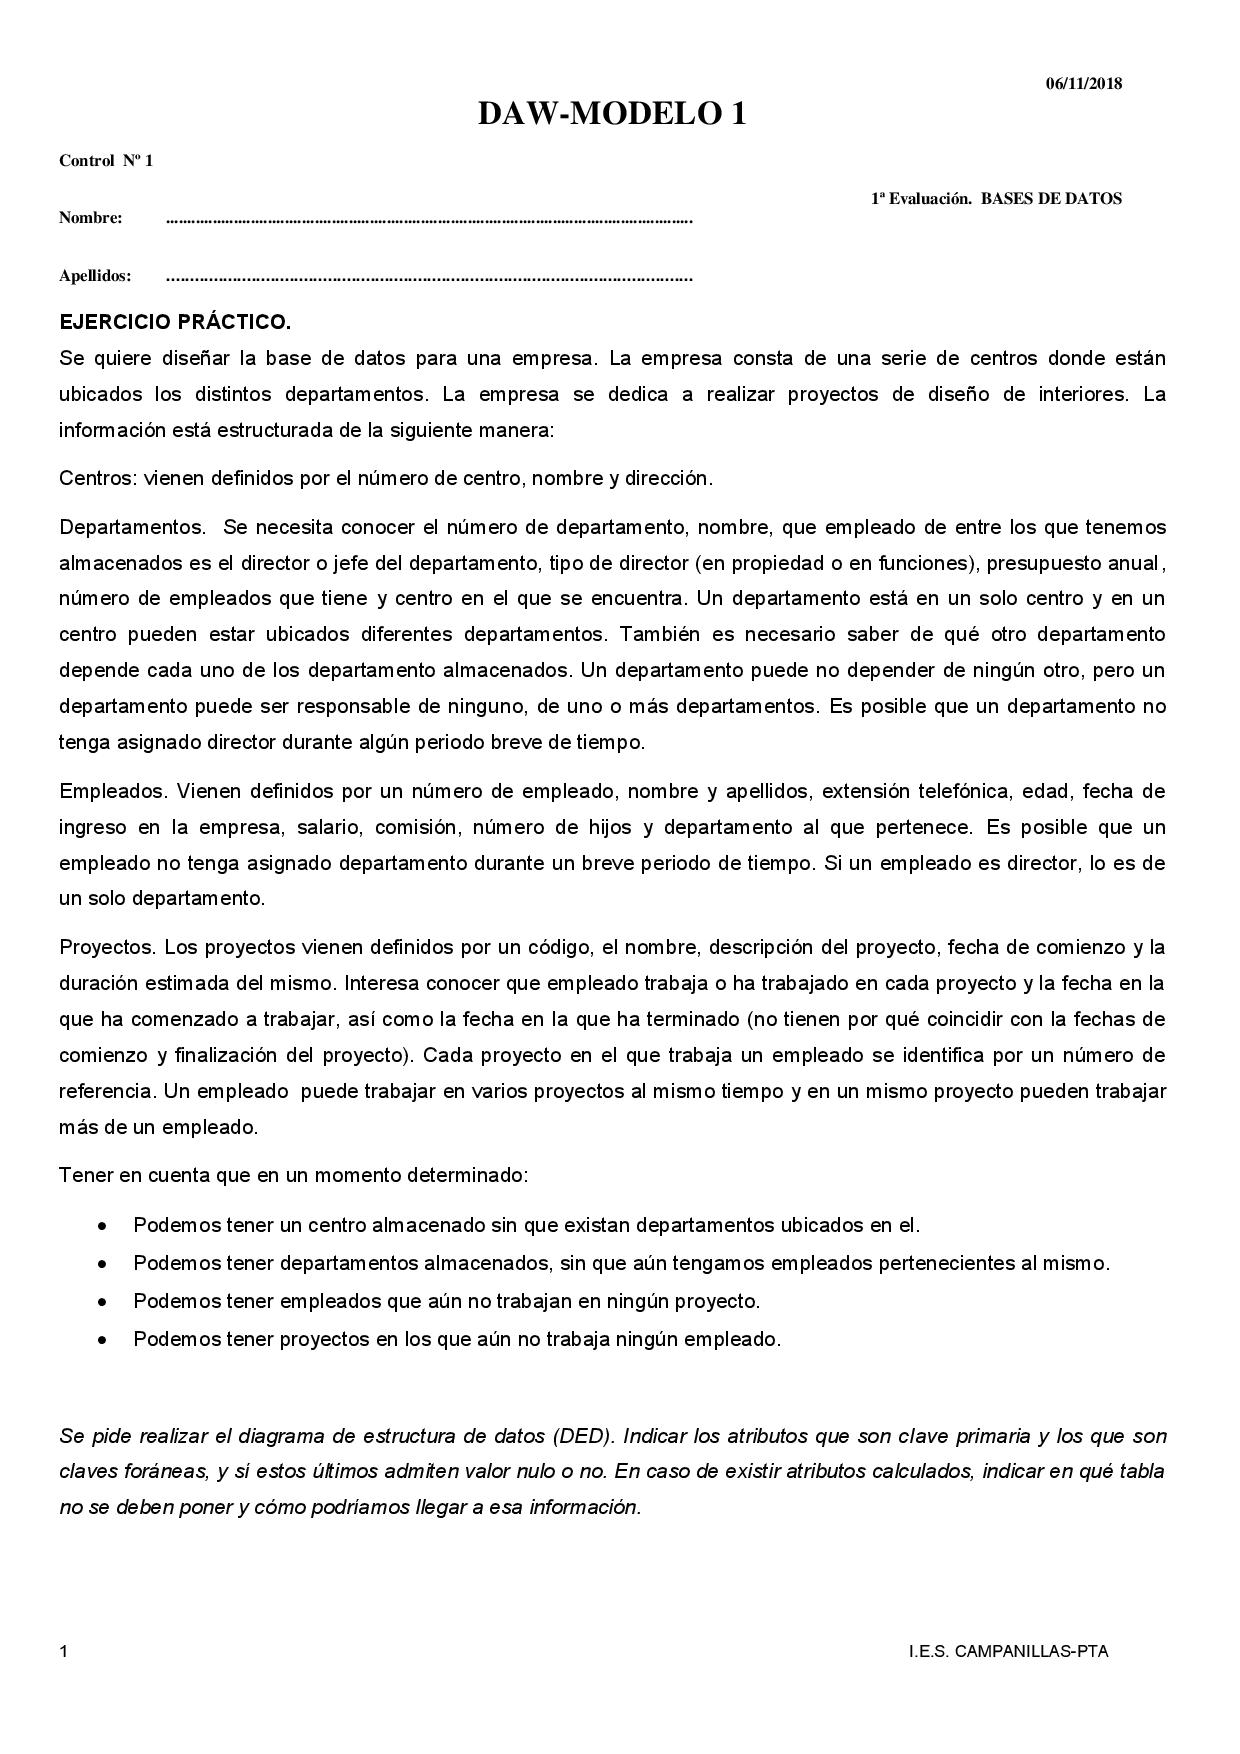 06/11/2018
DAW-MODELO 1
Control  Nº 1
1ª Evaluación.  BASES DE DATOS
Nombre: ................................................................................................................
Apellidos: ................................................................................................................
EJERCICIO PRÁCTICO.
Se quiere diseñar la base de datos para una empresa. La empresa consta de una serie de centros donde están
ubicados los distintos departamentos. La empresa se dedica a realizar proyectos de diseño de interiores. La
información está estructurada de la siguiente manera:
Centros: vienen definidos por el número de centro, nombre y dirección.
Departamentos.  Se necesita conocer el número de departamento, nombre, que empleado de entre los que tenemos
almacenados es el director o jefe del departamento, tipo de director (en propiedad o en funciones), presupuesto anual,
número de empleados que tiene y centro en el que se encuentra. Un departamento está en un solo centro y en un
centro pueden estar ubicados diferentes departamentos. También es necesario saber de qué otro departamento
depende cada uno de los departamento almacenados. Un departamento puede no depender de ningún otro, pero un
departamento puede ser responsable de ninguno, de uno o más departamentos. Es posible que un departamento no
tenga asignado director durante algún periodo breve de tiempo.
Empleados. Vienen definidos por un número de empleado, nombre y apellidos, extensión telefónica, edad, fecha de
ingreso en la empresa, salario, comisión, número de hijos y departamento al que pertenece. Es posible que un
empleado no tenga asignado departamento durante un breve periodo de tiempo. Si un empleado es director, lo es de
un solo departamento.
Proyectos. Los proyectos vienen definidos por un código, el nombre, descripción del proyecto, fecha de comienzo y la
duración estimada del mismo. Interesa conocer que empleado trabaja o ha trabajado en cada proyecto y la fecha en la
que ha comenzado a trabajar, así como la fecha en la que ha terminado (no tienen por qué coincidir con la fechas de
comienzo y finalización del proyecto). Cada proyecto en el que trabaja un empleado se identifica por un número de
referencia. Un empleado  puede trabajar en varios proyectos al mismo tiempo y en un mismo proyecto pueden trabajar
más de un empleado.
Tener en cuenta que en un momento determinado:
• Podemos tener un centro almacenado sin que existan departamentos ubicados en el.
• Podemos tener departamentos almacenados, sin que aún tengamos empleados pertenecientes al mismo.
• Podemos tener empleados que aún no trabajan en ningún proyecto.
• Podemos tener proyectos en los que aún no trabaja ningún empleado.
Se pide realizar el diagrama de estructura de datos (DED). Indicar los atributos que son clave primaria y los que son
claves foráneas, y sí estos últimos admiten valor nulo o no. En caso de existir atributos calculados, indicar en qué tabla
no se deben poner y cómo podríamos llegar a esa información.
1
I.E.S. CAMPANILLAS-PTA